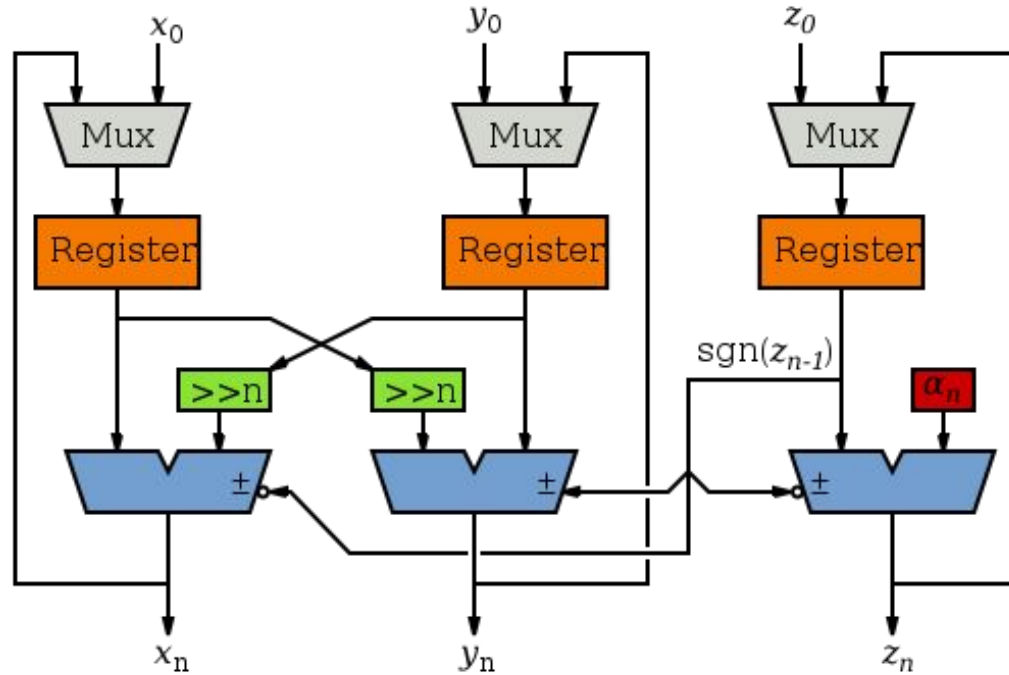 x0 y0 z0
Mux Mux Mux
Register Register Register
sgn(zn-1)
>>n >>n αn
± ± ±
xn yn zn